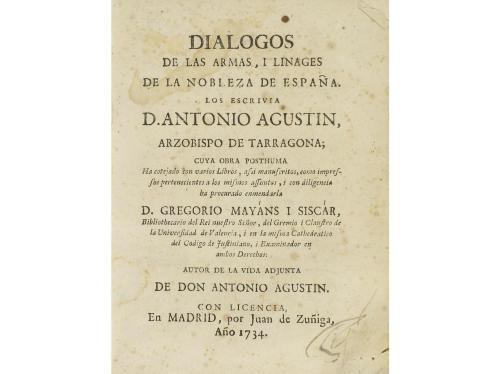 DIALOGOS
DE LAS ARMAS, I LINAGES
DE LA NOBLEZA DE ESPAÑA.
LOS ESCRIVIA
D. ANTONIO AGUSTIN,
ARZOBISPO DE TARRAGONA;
CUYA OBRA POSTHUMA
Ha cotejado con varios Libros, assi manuscritos, como impres-
sos pertenecientes a los mismos assuntos, i con diligencia
ha procurado enmendarla
D. GREGORIO MAYÁNS I SISCÁR,
Bibliothecario del Rei nuestro Señor, del Gremio i Claustro de
la Universidad de Valencia, i en la misma Cathedratico
del Codigo de Justiniano, i Examinador en
ambos Derechos:
AUTOR DE LA VIDA ADJUNTA
DE DON ANTONIO AGUSTIN.
CON LICENCIA,
En MADRID, por Juan de Zuñiga,
Año 1734.